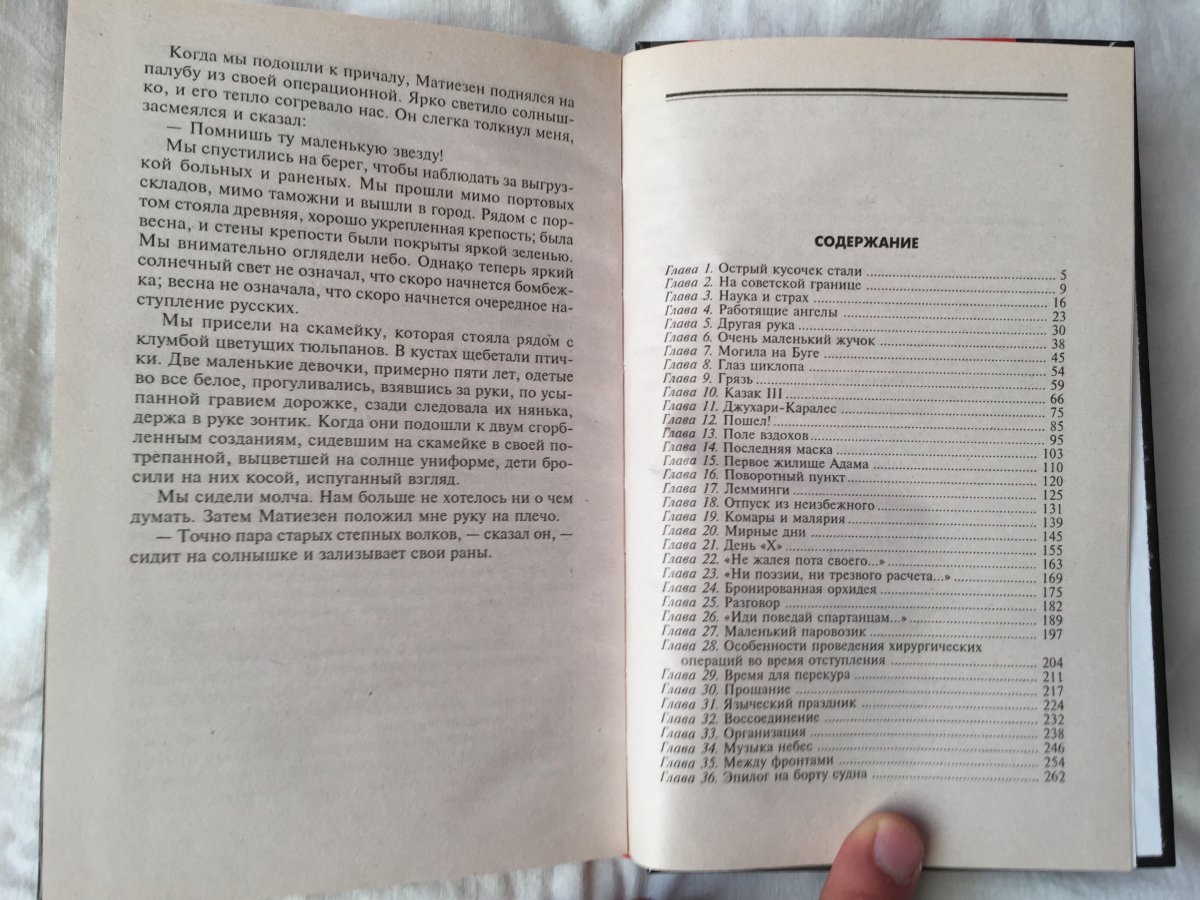 Когда мы подошли к причалу, Матиезен поднялся на
палубу из своей операционной. Ярко светило солныш-
ко, и его тепло согревало нас. Он слегка толкнул меня,
засмеялся и сказал:
— Помнишь ту маленькую звезду!
Мы спустились на берег, чтобы наблюдать за выгруз-
кой больных и раненых. Мы прошли мимо портовых
складов, мимо таможни и вышли в город. Рядом с пор-
том стояла древняя, хорошо укрепленная крепость; была
весна, и стены крепости были покрыты яркой зеленью.
Мы внимательно оглядели небо. Однако теперь яркий
солнечный свет не означал, что скоро начнется бомбеж-
ка; весна не означала, что скоро начнется очередное на-
ступление русских.
Мы присели на скамейку, которая стояла рядом с
клумбой цветущих тюльпанов. В кустах щебетали птич-
ки. Две маленькие девочки, примерно пяти лет, одетые
во все белое, прогуливались, взявшись за руки, по усы-
панной гравием дорожке, сзади следовала их нянька,
держа в руке зонтик. Когда они подошли к двум сгорб-
ленным созданиям, сидевшим на скамейке в своей по-
трепанной, выцветшей на солнце униформе, дети бро-
сили на них косой, испуганный взгляд.
Мы сидели молча. Нам больше не хотелось ни о чем
думать. Затем Матиезен положил мне руку на плечо.
— Точно пара старых степных волков, — сказал он, —
сидит на солнышке и зализывает свои раны.
СОДЕРЖАНИЕ
Глава 1. Острый кусочек стали 5
Глава 2. На советской границе 9
Глава 3. Наука и страх 16
Глава 4. Работящие ангелы 23
Глава 5. Другая рука 30
Глава 6. Очень маленький жучок 38
Глава 7. Могила на Буге 45
Глава 8. Глаз циклопа 54
Глава 9. Грязь 59
Глава 10. Казак III 66
Глава 11. Джухари-Каралес 75
Глава 12. Пошел! 85
Глава 13. Поле вздохов 95
Глава 14. Последняя маска 103
Глава 15. Первое жилище Адама 110
Глава 16. Поворотный пункт 120
Глава 17. Лемминги 125
Глава 18. Отпуск из неизбежного 131
Глава 19. Комары и малярия 139
Глава 20. Мирные дни 145
Глава 21. День «Х» 155
Глава 22. «Не жалея пота своего...» 163
Глава 23. «Ни поэзии, ни трезвого расчета...» 169
Глава 24. Бронированная орхидея 175
Глава 25. Разговор 182
Глава 26. «Иди поведай спартанцам...» 189
Глава 27. Маленький паровозик 197
Глава 28. Особенности проведения хирургических
операций во время отступления 204
Глава 29. Время для перекура 211
Глава 30. Прощание 217
Глава 31. Языческий праздник 224
Глава 32. Воссоединение 232
Глава 33. Организация 238
Глава 34. Музыка небес 246
Глава 35. Между фронтами 254
Глава 36. Эпилог на борту судна 262